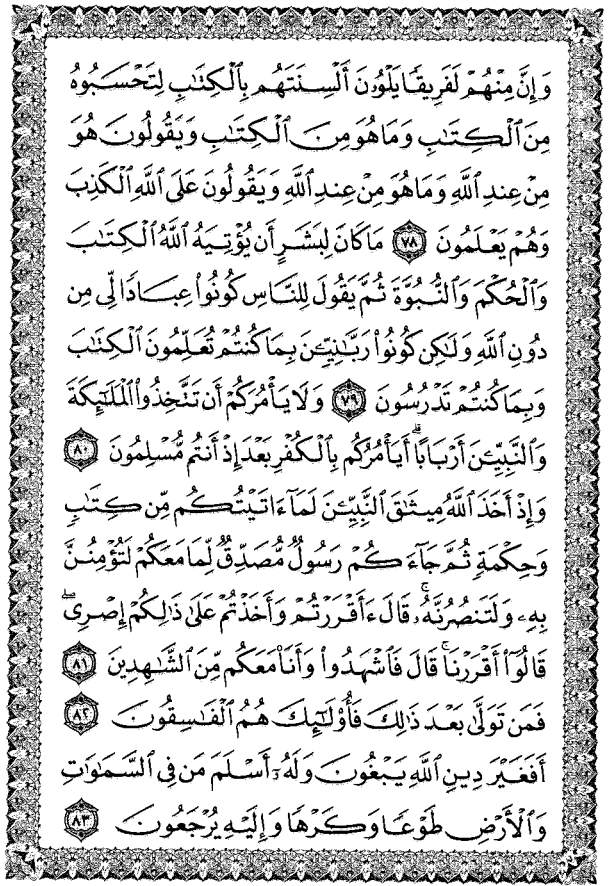 وَإِنَّ مِنْهُمْ لَفَرِيقًا يَلْوُۥنَ أَلْسِنَتَهُم بِٱلْكِتَٰبِ لِتَحْسَبُوهُ
مِنَ ٱلْكِتَٰبِ وَمَا هُوَ مِنَ ٱلْكِتَٰبِ وَيَقُولُونَ هُوَ
مِنْ عِندِ ٱللَّهِ وَمَا هُوَ مِنْ عِندِ ٱللَّهِ وَيَقُولُونَ عَلَى ٱللَّهِ ٱلْكَذِبَ
وَهُمْ يَعْلَمُونَ ٧٨ مَا كَانَ لِبَشَرٍ أَن يُؤْتِيَهُ ٱللَّهُ ٱلْكِتَٰبَ
وَٱلْحُكْمَ وَٱلنُّبُوَّةَ ثُمَّ يَقُولَ لِلنَّاسِ كُونُوا۟ عِبَادًا لِّى مِن
دُونِ ٱللَّهِ وَلَٰكِن كُونُوا۟ رَبَّٰنِيِّۦنَ بِمَا كُنتُمْ تُعَلِّمُونَ ٱلْكِتَٰبَ
وَبِمَا كُنتُمْ تَدْرُسُونَ ٧٩ وَلَا يَأْمُرَكُمْ أَن تَتَّخِذُوا۟ ٱلْمَلَٰٓئِكَةَ
وَٱلنَّبِيِّۦنَ أَرْبَابًا ۗ أَيَأْمُرُكُم بِٱلْكُفْرِ بَعْدَ إِذْ أَنتُم مُّسْلِمُونَ ٨٠
وَإِذْ أَخَذَ ٱللَّهُ مِيثَٰقَ ٱلنَّبِيِّۦنَ لَمَآ ءَاتَيْتُكُم مِّن كِتَٰبٍ
وَحِكْمَةٍ ثُمَّ جَآءَكُمْ رَسُولٌ مُّصَدِّقٌ لِّمَا مَعَكُمْ لَتُؤْمِنُنَّ
بِهِۦ وَلَتَنصُرُنَّهُۥ ۚ قَالَ ءَأَقْرَرْتُمْ وَأَخَذْتُمْ عَلَىٰ ذَٰلِكُمْ إِصْرِى ۖ
قَالُوٓا۟ أَقْرَرْنَا ۚ قَالَ فَٱشْهَدُوا۟ وَأَنَا۠ مَعَكُم مِّنَ ٱلشَّٰهِدِينَ ٨١
فَمَن تَوَلَّىٰ بَعْدَ ذَٰلِكَ فَأُو۟لَٰٓئِكَ هُمُ ٱلْفَٰسِقُونَ ٨٢
أَفَغَيْرَ دِينِ ٱللَّهِ يَبْغُونَ وَلَهُۥٓ أَسْلَمَ مَن فِى ٱلسَّمَٰوَٰتِ
وَٱلْأَرْضِ طَوْعًا وَكَرْهًا وَإِلَيْهِ يُرْجَعُونَ ٨٣